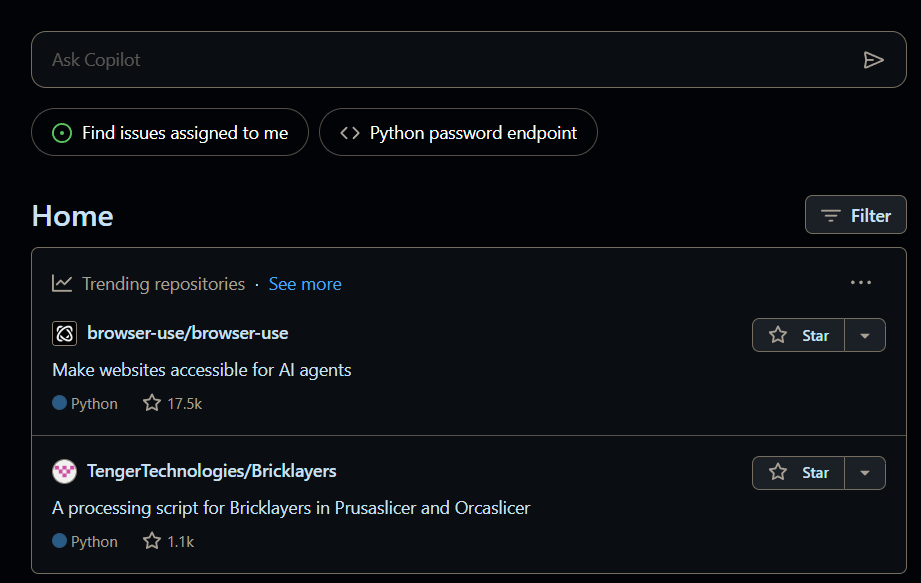 Ask Copilot
Find issues assigned to me
Python password endpoint
Home
Filter
Trending repositories · See more
browser-use/browser-use
Star
Make websites accessible for AI agents
Python 17.5k
TengerTechnologies/Bricklayers
Star
A processing script for Bricklayers in Prusaslicer and Orcaslicer
Python 1.1k